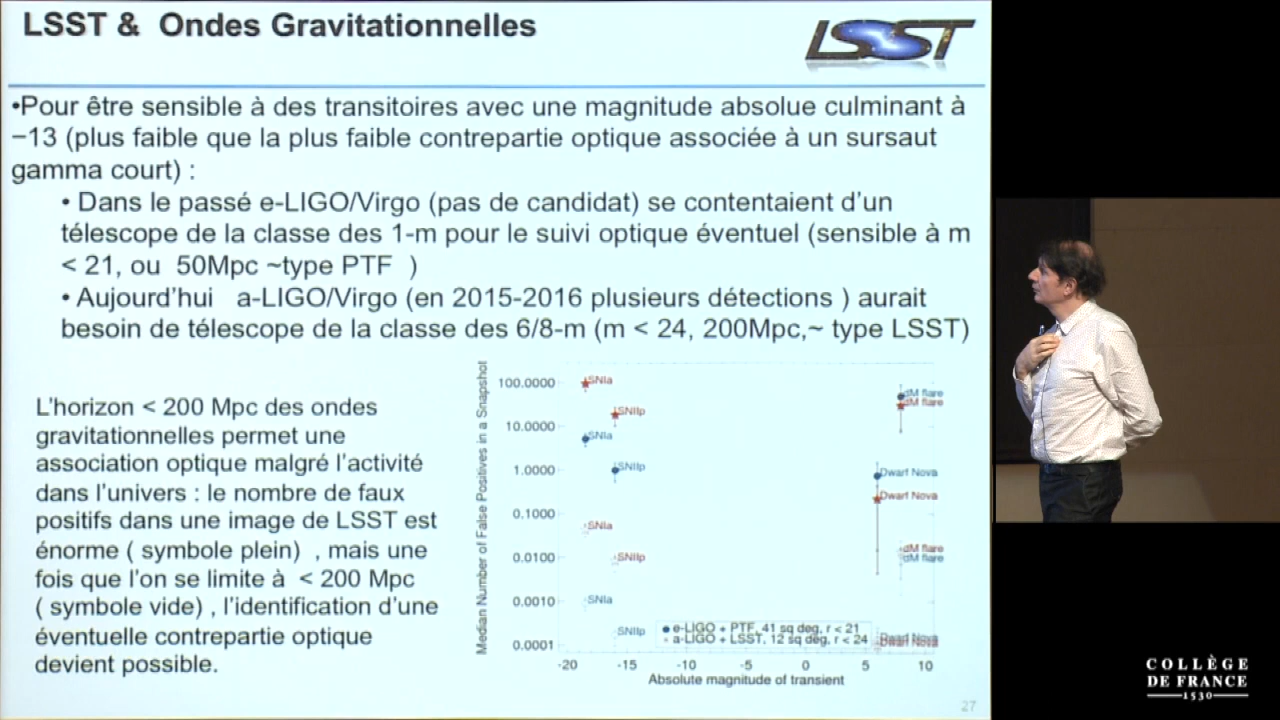 LSST & Ondes Gravitationnelles
LSST
•Pour être sensible à des transitoires avec une magnitude absolue culminant à
−13 (plus faible que la plus faible contrepartie optique associée à un sursaut
gamma court) :
• Dans le passé e-LIGO/Virgo (pas de candidat) se contentaient d'un
télescope de la classe des 1-m pour le suivi optique éventuel (sensible à m
< 21, ou 50Mpc ~type PTF )
• Aujourd'hui a-LIGO/Virgo (en 2015-2016 plusieurs détections ) aurait
besoin de télescope de la classe des 6/8-m (m < 24, 200Mpc,~ type LSST)
L'horizon < 200 Mpc des ondes
gravitationnelles permet une
association optique malgré l'activité
dans l'univers : le nombre de faux
positifs dans une image de LSST est
énorme ( symbole plein) , mais une
fois que l'on se limite à < 200 Mpc
( symbole vide) , l'identification d'une
éventuelle contrepartie optique
devient possible.
Median Number of False Positives in a Snapshot
100.0000
10.0000
1.0000
0.1000
0.0100
0.0010
0.0001
SNIa
SNIIp
SNIa
SNIIp
SNIa
SNIIp
SNIa
SNIIp
dM flare
dM flare
Dwarf Nova
Dwarf Nova
dM flare
dM flare
Dwarf Nova
Dwarf Nova
e-LIGO + PTF, 41 sq deg, r < 21
a-LIGO + LSST, 12 sq deg, r < 24
-20 -15 -10 -5 0 5 10
Absolute magnitude of transient
27
COLLÈGE
DE FRANCE
1530